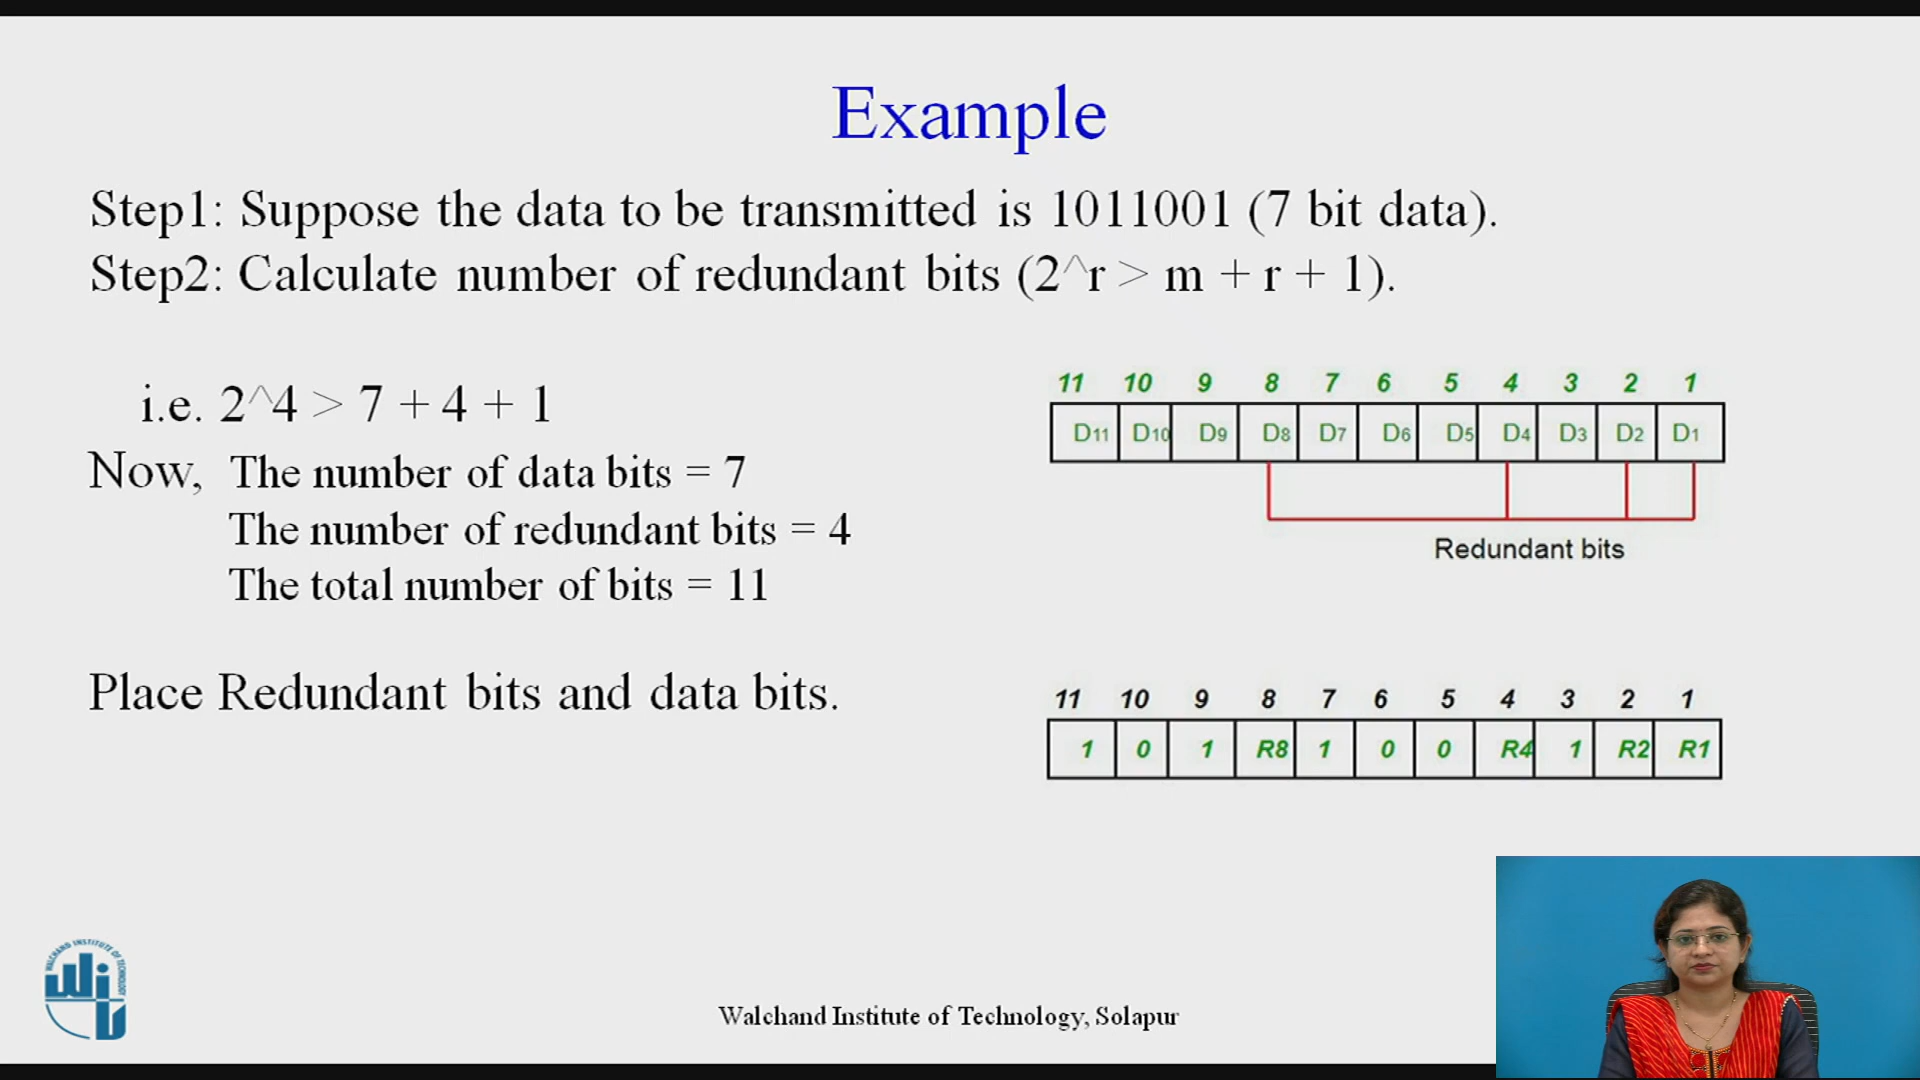 Example
Step1: Suppose the data to be transmitted is 1011001 (7 bit data).
Step2: Calculate number of redundant bits (2^r > m + r + 1).
i.e. 2^4 > 7 + 4 + 1
Now, The number of data bits = 7
The number of redundant bits = 4
The total number of bits = 11
11 10 9 8 7 6 5 4 3 2 1
D11 D10 D9 D8 D7 D6 D5 D4 D3 D2 D1
Redundant bits
Place Redundant bits and data bits.
11 10 9 8 7 6 5 4 3 2 1
1 0 1 R8 1 0 0 R4 1 R2 R1
WALCHAND INSTITUTE OF TECHNOLOGY
Walchand Institute of Technology, Solapur